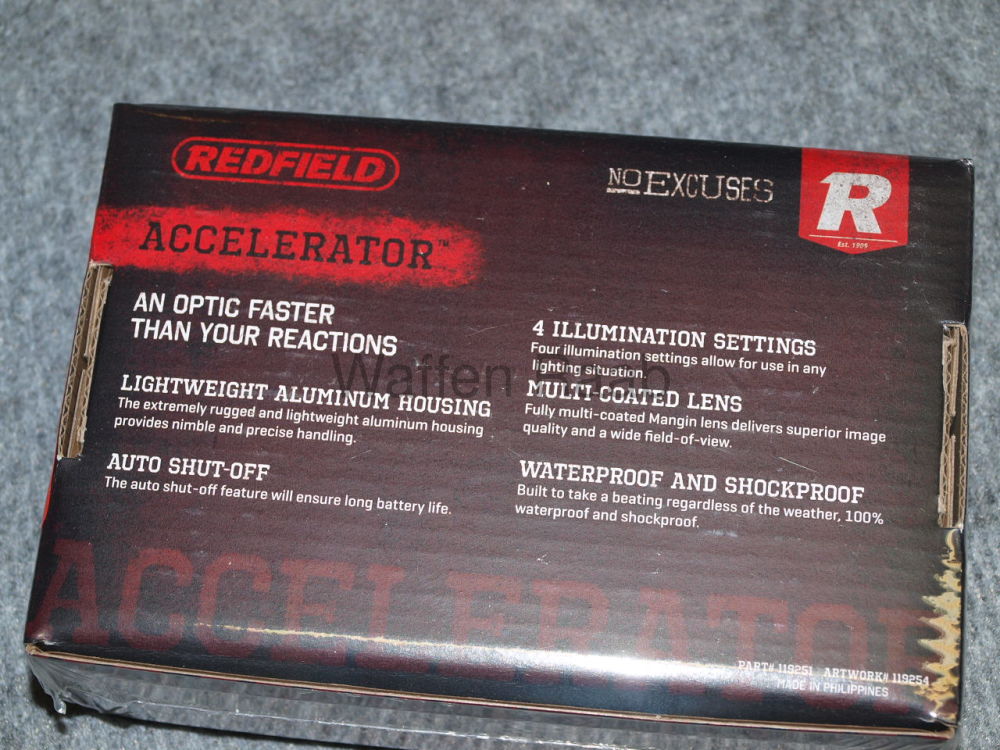 REDFIELD
NO EXCUSES
R
Est. 1909
ACCELERATOR™
AN OPTIC FASTER
THAN YOUR REACTIONS
LIGHTWEIGHT ALUMINUM HOUSING
The extremely rugged and lightweight aluminum housing
provides nimble and precise handling.
AUTO SHUT-OFF
The auto shut-off feature will ensure long battery life.
4 ILLUMINATION SETTINGS
Four illumination settings allow for use in any
lighting situation.
MULTI-COATED LENS
Fully multi-coated Mangin lens delivers superior image
quality and a wide field-of-view.
WATERPROOF AND SHOCKPROOF
Built to take a beating regardless of the weather, 100%
waterproof and shockproof.
Waffen
ACCELERATOR
PART# 119251 ARTWORK# 119254
MADE IN PHILIPPINES